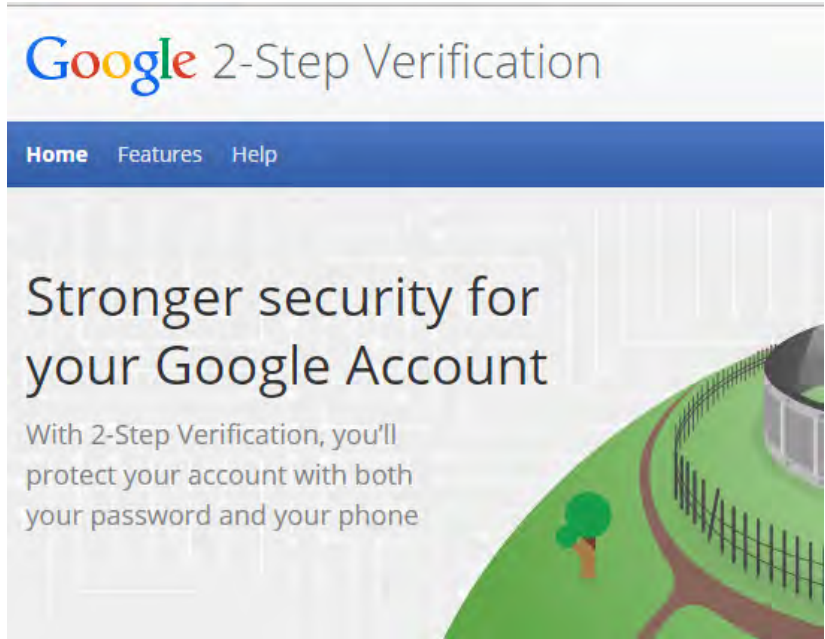 Google 2-Step Verification
Home Features Help
Stronger security for
your Google Account
With 2-Step Verification, you'll
protect your account with both
your password and your phone